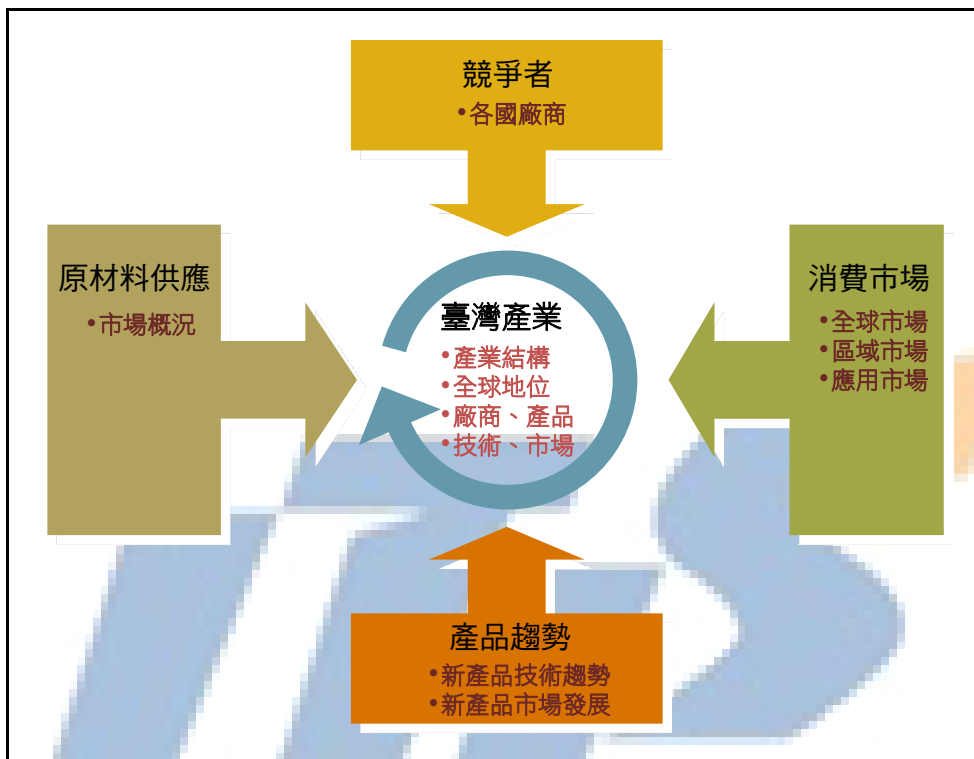 競爭者
•各國廠商
原材料供應
•市場概況
臺灣產業
•產業結構
•全球地位
•廠商、產品
•技術、市場
消費市場
•全球市場
•區域市場
•應用市場
產品趨勢
•新產品技術趨勢
•新產品市場發展